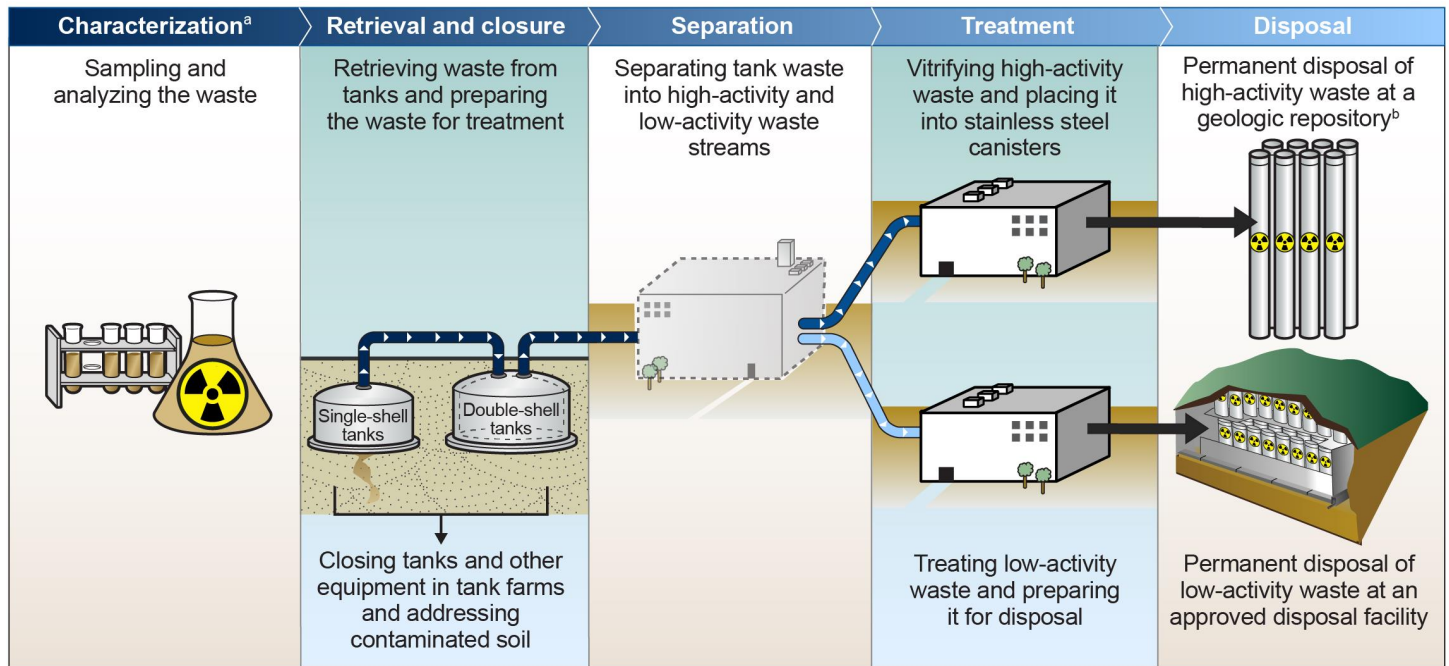 Characterizationᵃ
Retrieval and closure
Separation
Treatment
Disposal
Sampling and
analyzing the waste
Retrieving waste from
tanks and preparing
the waste for treatment
Separating tank waste
into high-activity and
low-activity waste
streams
Vitrifying high-activity
waste and placing it
into stainless steel
canisters
Permanent disposal of
high-activity waste at a
geologic repositoryᵇ
Single-shell
tanks
Double-shell
tanks
Closing tanks and other
equipment in tank farms
and addressing
contaminated soil
Treating low-activity
waste and preparing
it for disposal
Permanent disposal of
low-activity waste at an
approved disposal facility